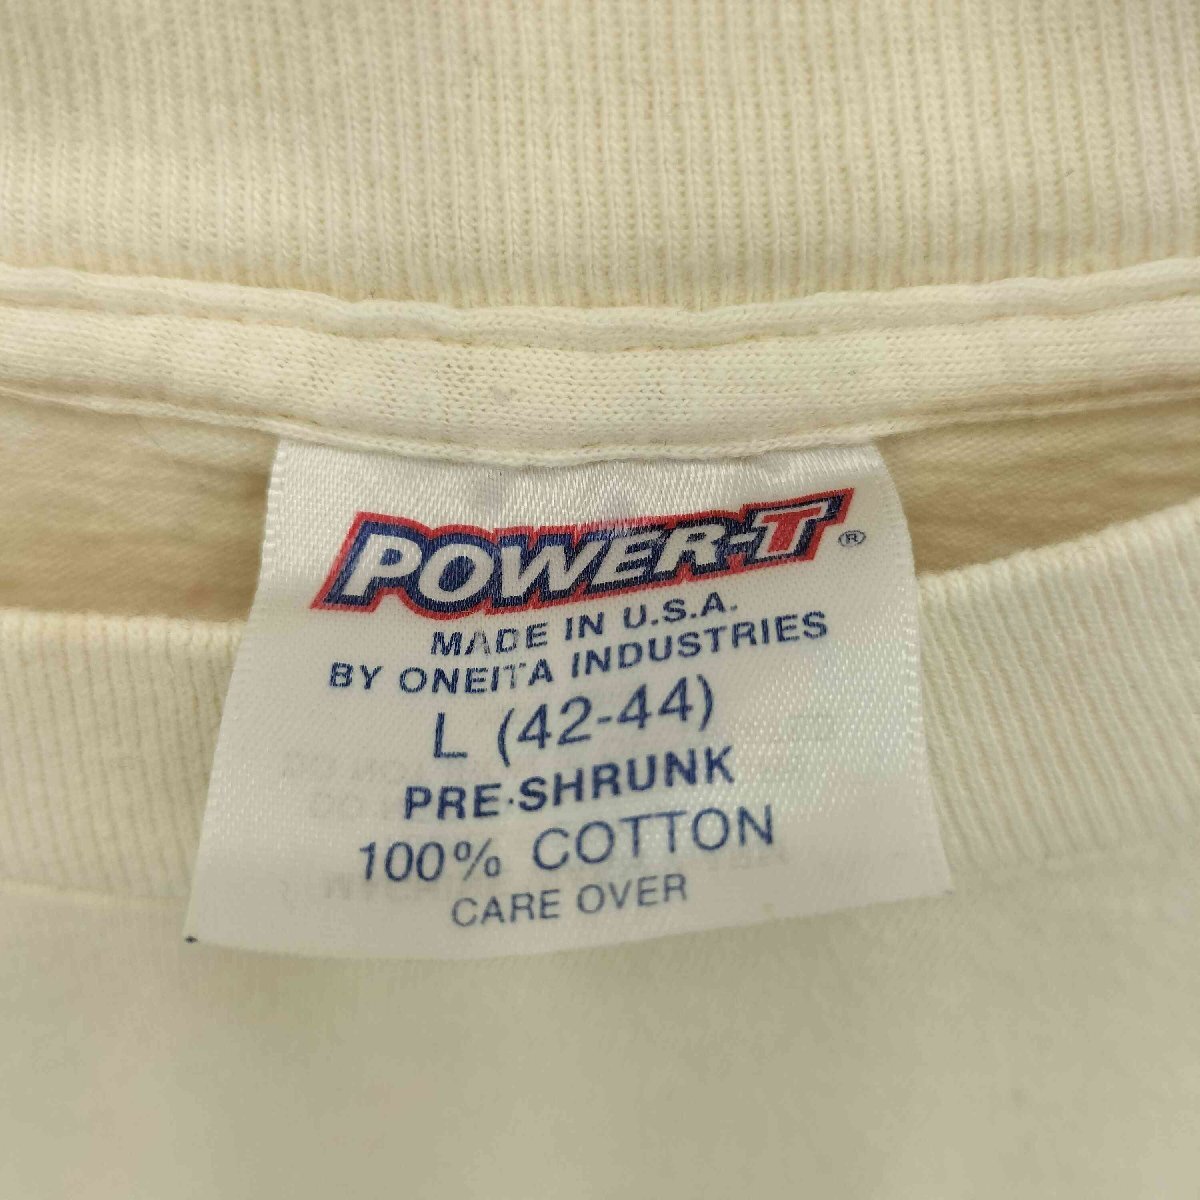 POWER-T ®
MADE IN U.S.A.
BY ONEITA INDUSTRIES
L (42-44)
PRE-SHRUNK
100% COTTON
CARE OVER